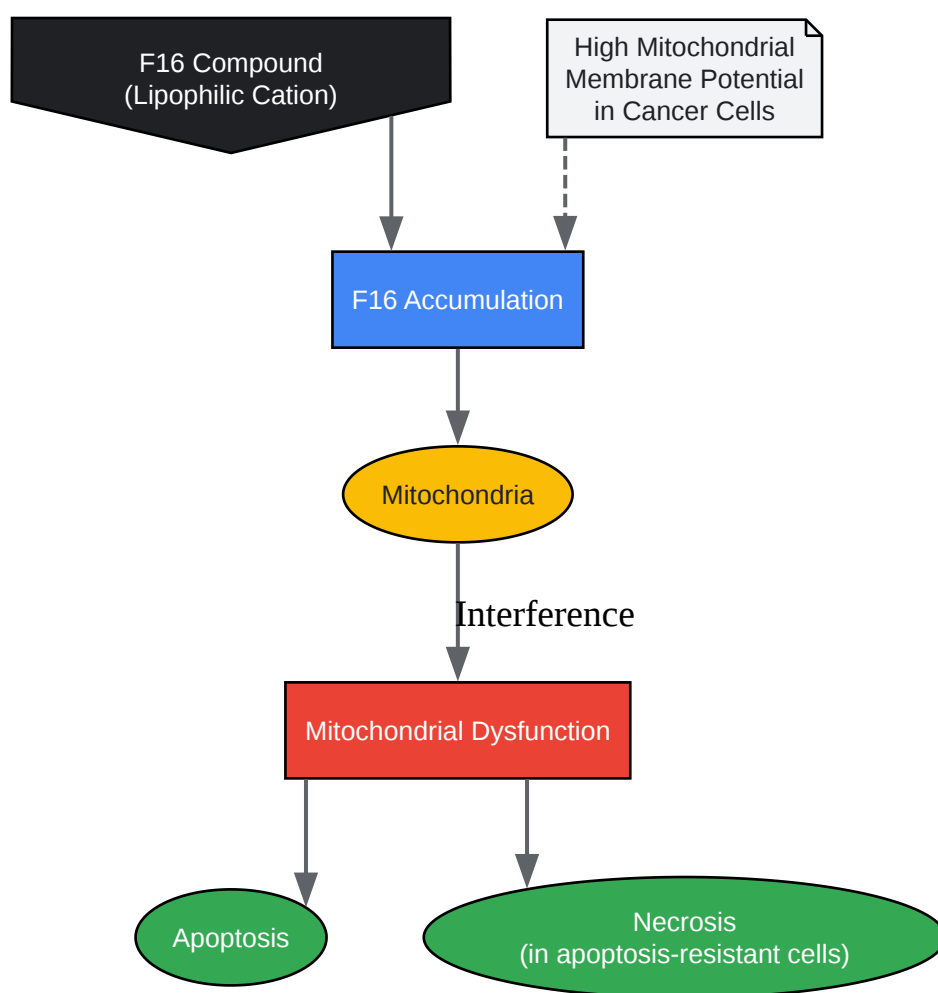 F16 Compound
(Lipophilic Cation)
High Mitochondrial
Membrane Potential
in Cancer Cells
F16 Accumulation
Mitochondria
Interference
Mitochondrial Dysfunction
Apoptosis
Necrosis
(in apoptosis-resistant cells)